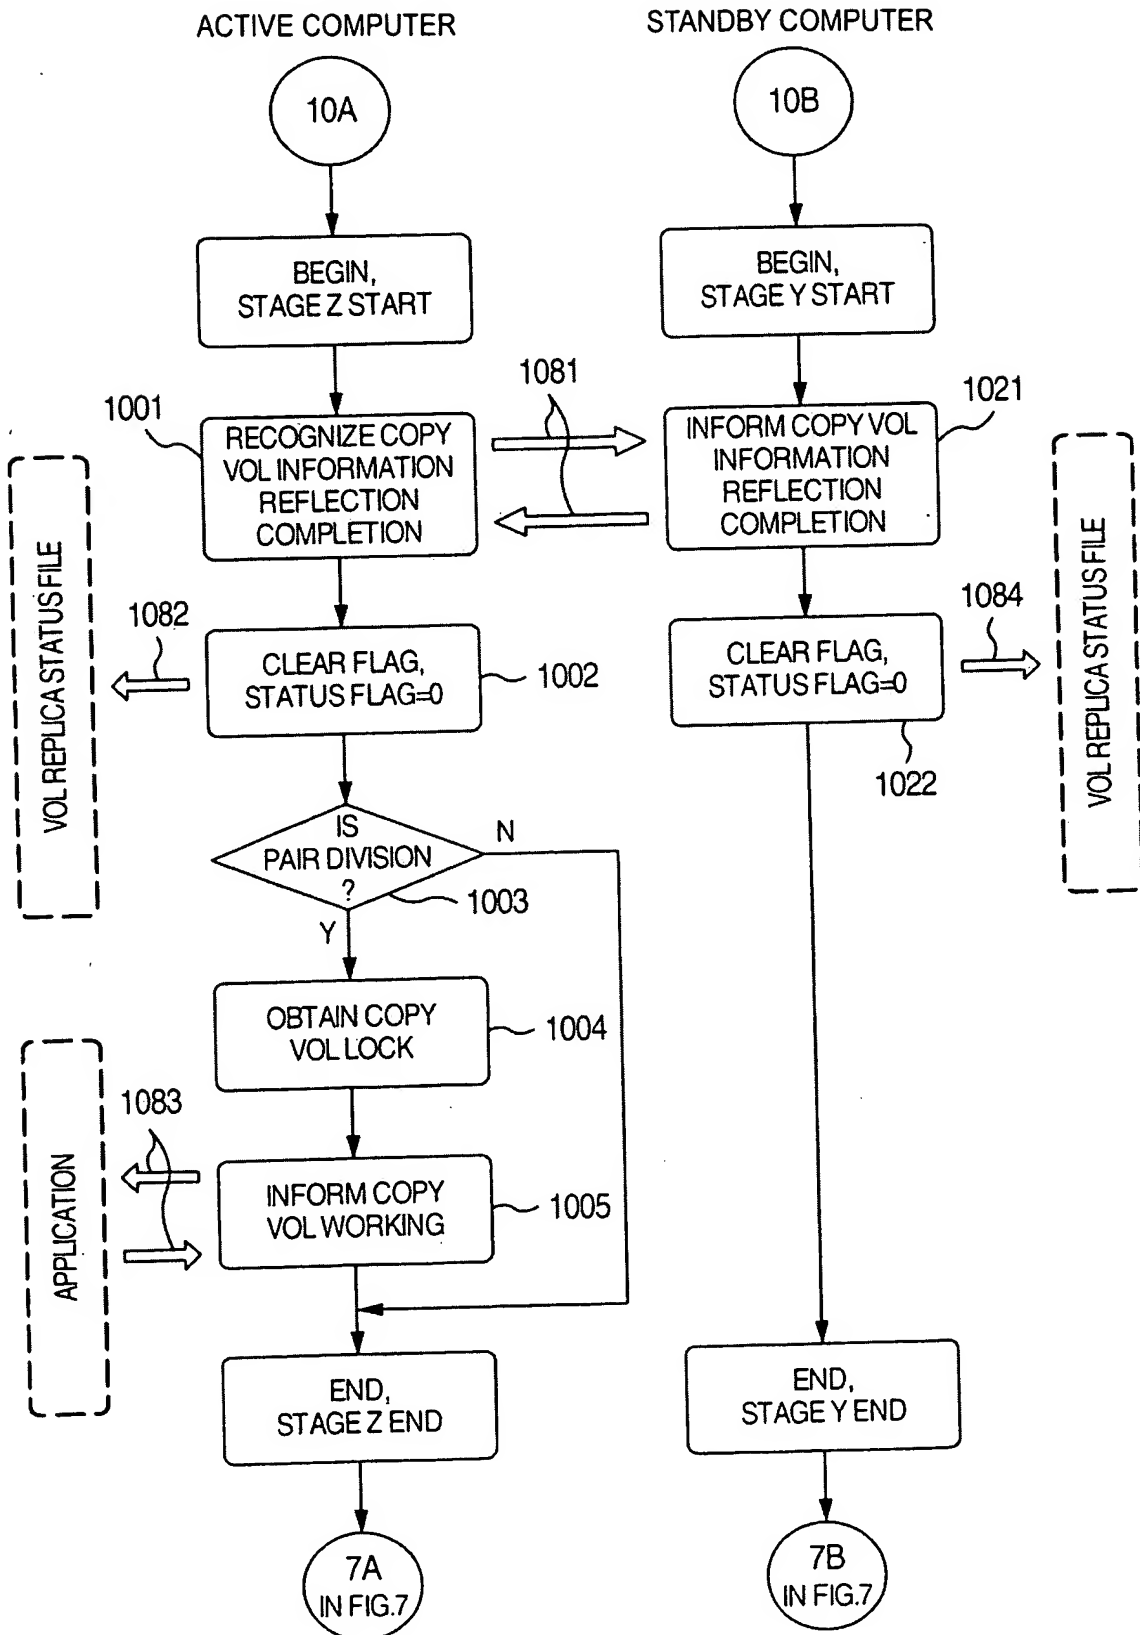 ACTIVE COMPUTER
STANDBY COMPUTER
10A
10B
BEGIN,
STAGE Z START
BEGIN,
STAGE Y START
1081
1001
RECOGNIZE COPY
VOL INFORMATION
REFLECTION
COMPLETION
INFORM COPY VOL
INFORMATION
REFLECTION
COMPLETION
1021
VOL REPLICA STATUS FILE
1082
CLEAR FLAG,
STATUS FLAG=0
1002
CLEAR FLAG,
STATUS FLAG=0
1084
1022
VOL REPLICA STATUS FILE
IS
PAIR DIVISION
?
N
1003
Y
OBTAIN COPY
VOL LOCK
1004
APPLICATION
1083
INFORM COPY
VOL WORKING
1005
END,
STAGE Z END
END,
STAGE Y END
7A
IN FIG.7
7B
IN FIG.7